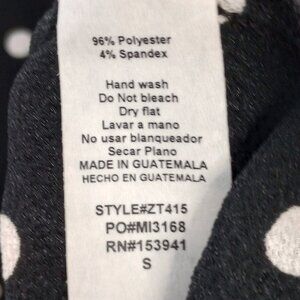 96% Polyester
4% Spandex
Hand wash
Do Not bleach
Dry flat
Lavar a mano
No usar blanqueador
Secar Plano
MADE IN GUATEMALA
HECHO EN GUATEMALA
STYLE#ZT415
PO#MI3168
RN#153941
S